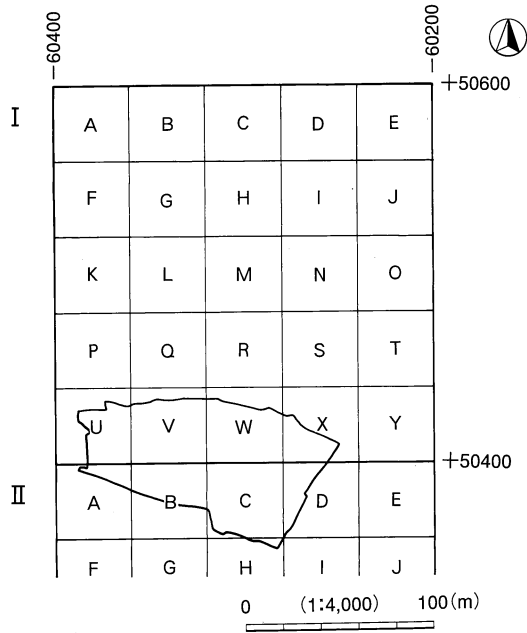 -60400
-60200
+50600
I
A B C D E
F G H I J
K L M N O
P Q R S T
U V W X Y
+50400
II
A B C D E
F G H I J
0 (1:4,000) 100(m)